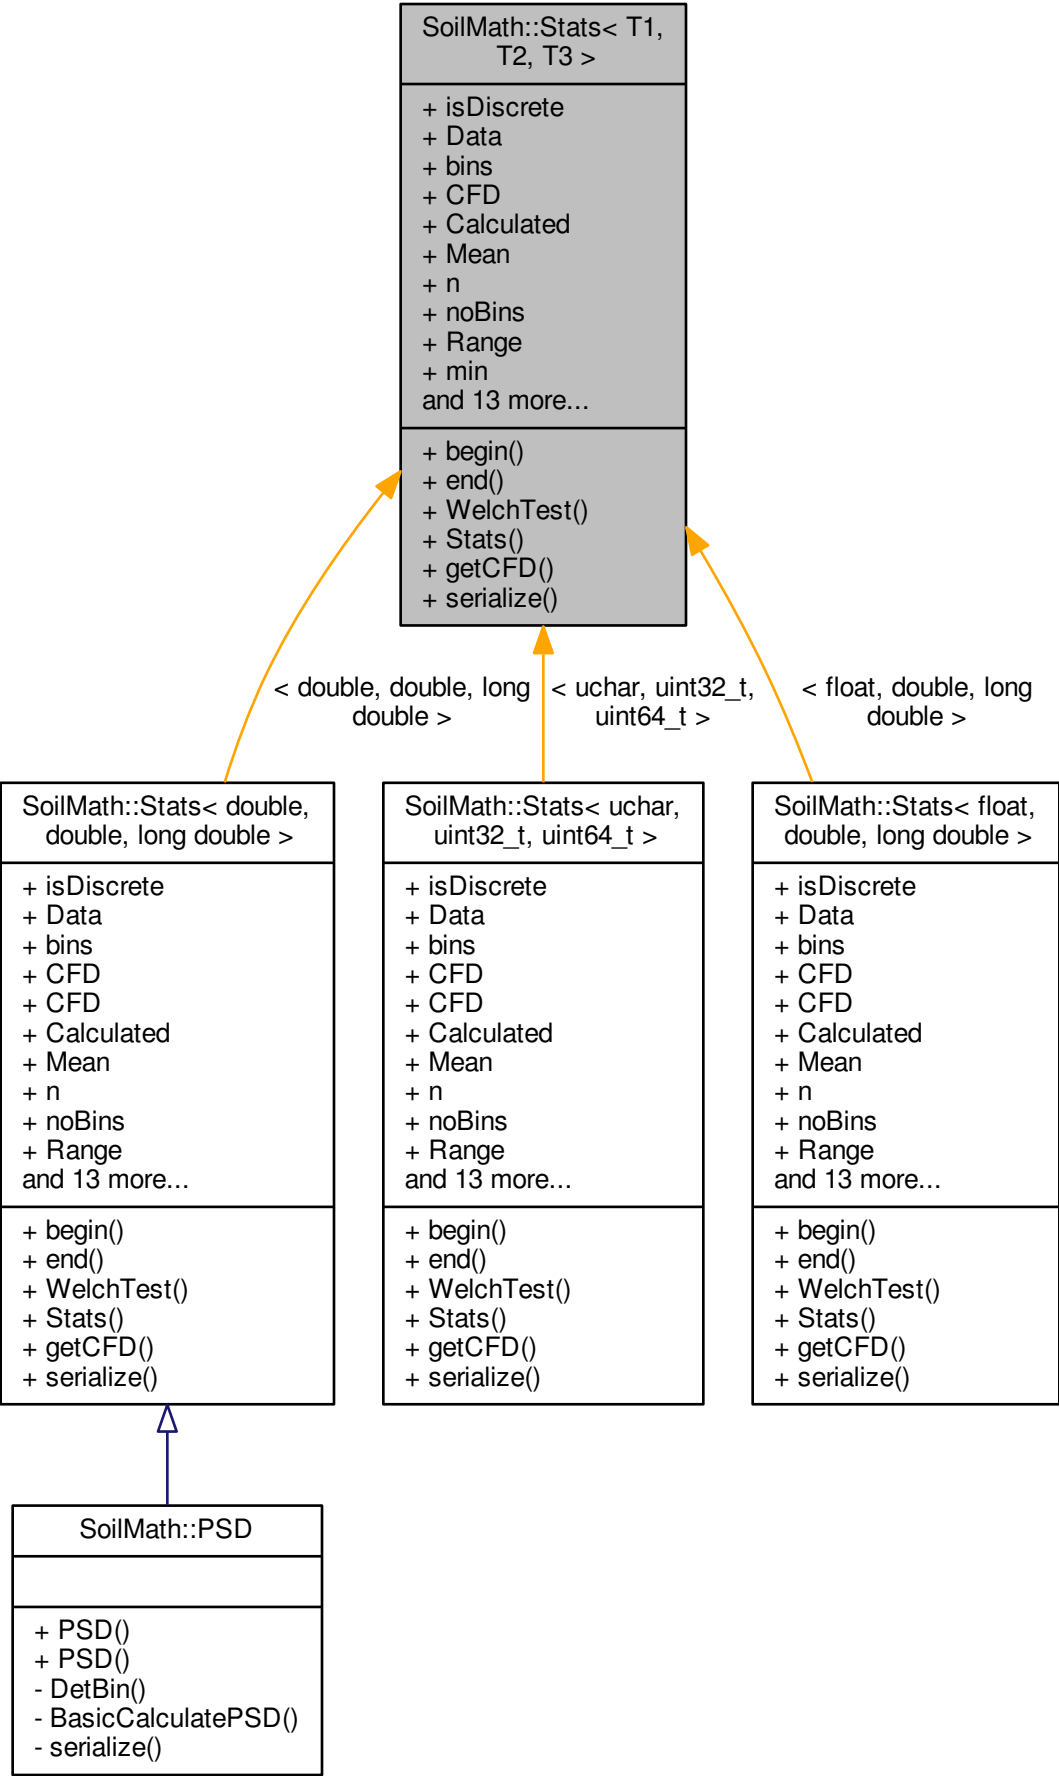 SoilMath::Stats< T1,
T2, T3 >
+ isDiscrete
+ Data
+ bins
+ CFD
+ Calculated
+ Mean
+ n
+ noBins
+ Range
+ min
and 13 more...
+ begin()
+ end()
+ WelchTest()
+ Stats()
+ getCFD()
+ serialize()
< double, double, long
double >
< uchar, uint32_t,
uint64_t >
< float, double, long
double >
SoilMath::Stats< double,
double, long double >
+ isDiscrete
+ Data
+ bins
+ CFD
+ CFD
+ Calculated
+ Mean
+ n
+ noBins
+ Range
and 13 more...
+ begin()
+ end()
+ WelchTest()
+ Stats()
+ getCFD()
+ serialize()
SoilMath::Stats< uchar,
uint32_t, uint64_t >
+ isDiscrete
+ Data
+ bins
+ CFD
+ CFD
+ Calculated
+ Mean
+ n
+ noBins
+ Range
and 13 more...
+ begin()
+ end()
+ WelchTest()
+ Stats()
+ getCFD()
+ serialize()
SoilMath::Stats< float,
double, long double >
+ isDiscrete
+ Data
+ bins
+ CFD
+ CFD
+ Calculated
+ Mean
+ n
+ noBins
+ Range
and 13 more...
+ begin()
+ end()
+ WelchTest()
+ Stats()
+ getCFD()
+ serialize()
SoilMath::PSD
+ PSD()
+ PSD()
- DetBin()
- BasicCalculatePSD()
- serialize()